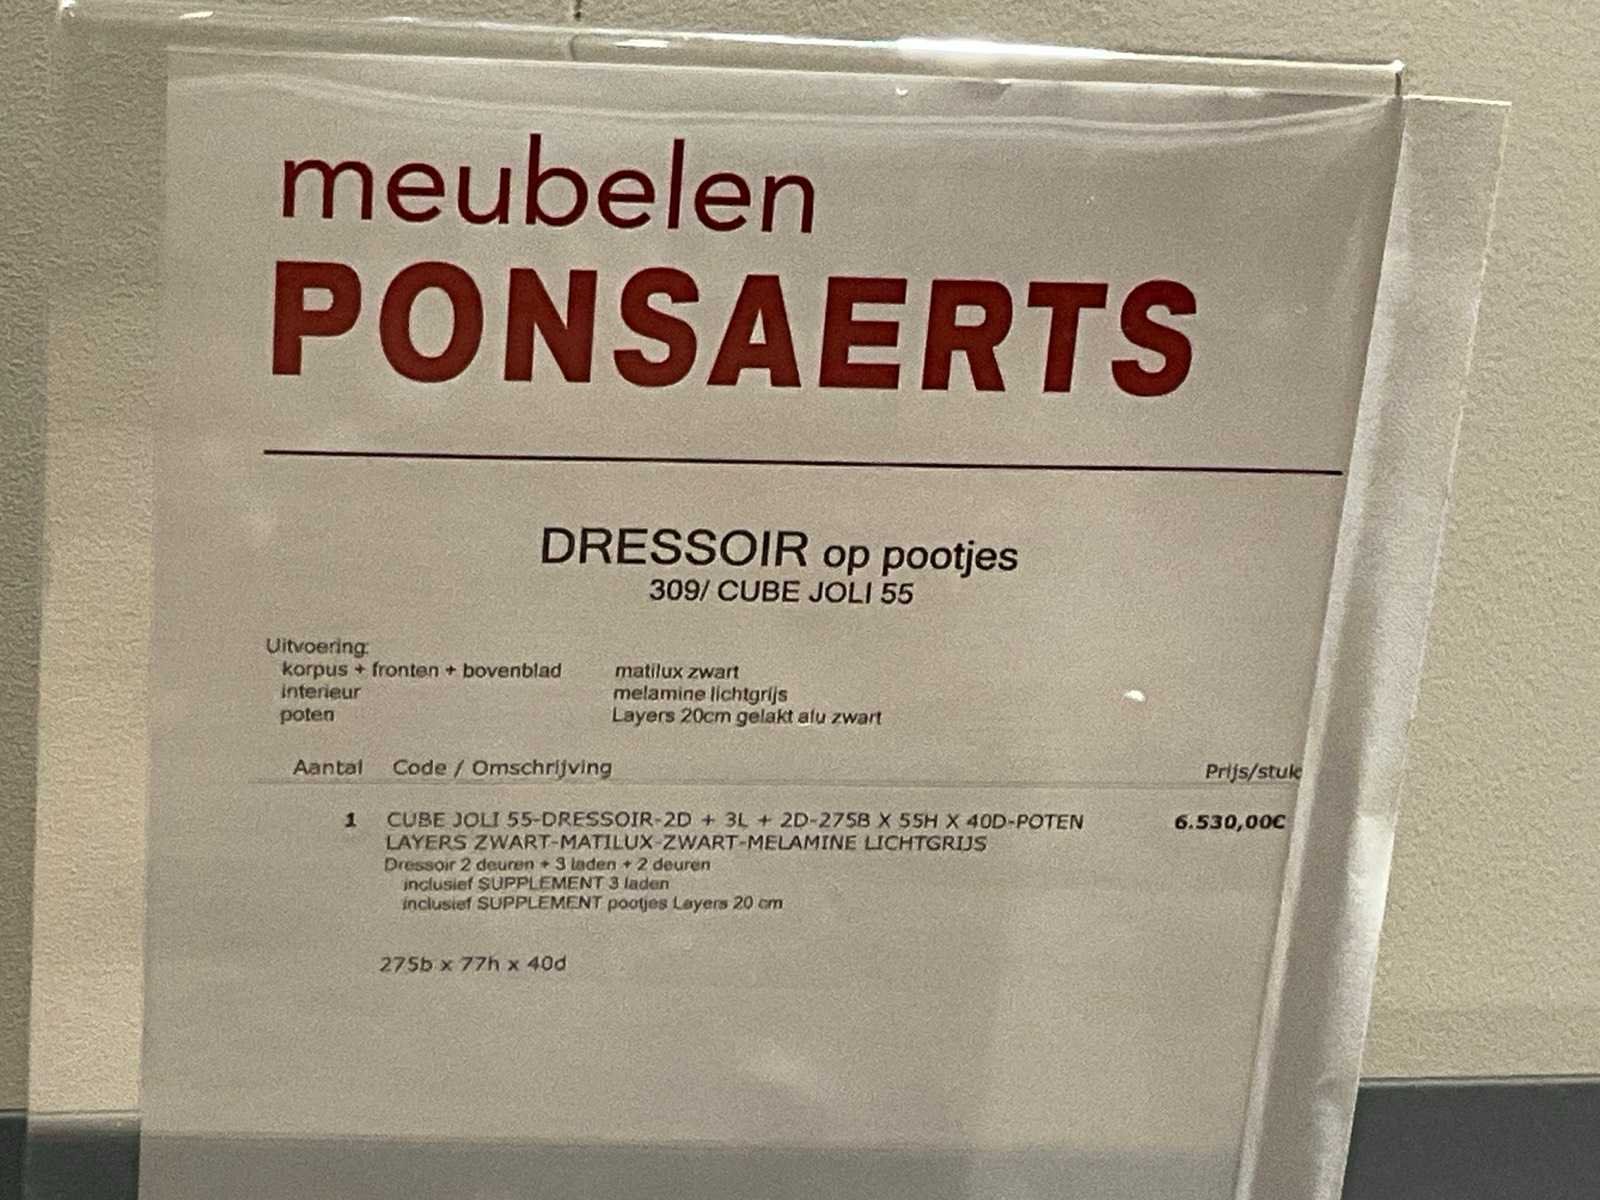 meubelen
PONSAERTS
DRESSOIR op pootjes
309/ CUBE JOLI 55
Uitvoering:
korpus + fronten + bovenblad matilux zwart
interieur melamine lichtgrijs
poten Layers 20cm gelakt alu zwart
Aantal Code / Omschrijving Prijs/stuk
1 CUBE JOLI 55-DRESSOIR-2D + 3L + 2D-275B X 55H X 40D-POTEN 6.530,00€
LAYERS ZWART-MATILUX-ZWART-MELAMINE LICHTGRIJS
Dressoir 2 deuren + 3 laden + 2 deuren
inclusief SUPPLEMENT 3 laden
inclusief SUPPLEMENT pootjes Layers 20 cm
275b x 77h x 40d